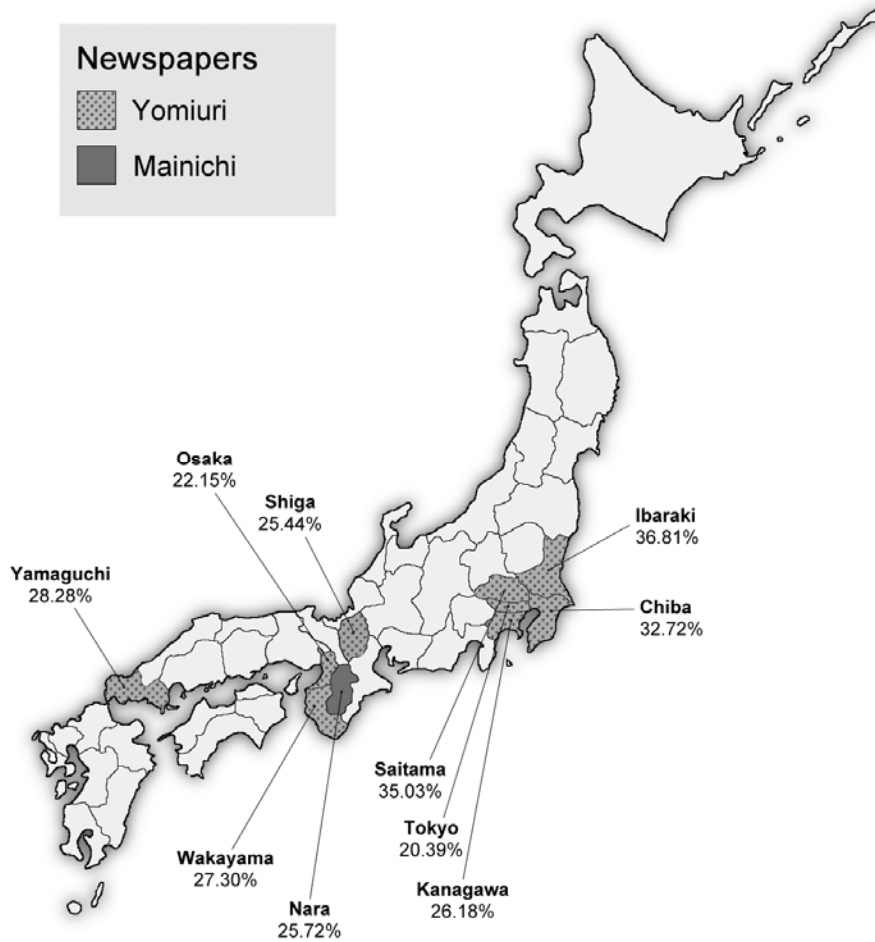 Newspapers
Yomiuri
Mainichi
Osaka
22.15%
Shiga
25.44%
Ibaraki
36.81%
Yamaguchi
28.28%
Chiba
32.72%
Saitama
35.03%
Tokyo
20.39%
Wakayama
27.30%
Kanagawa
26.18%
Nara
25.72%